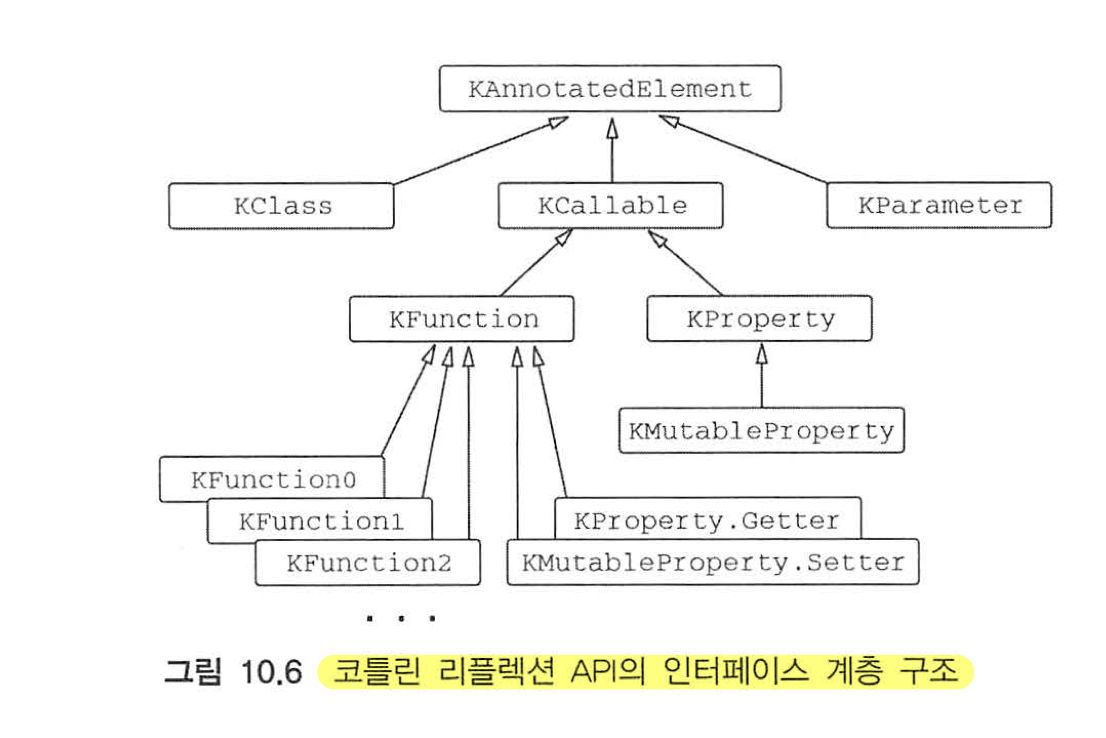 KAnnotatedElement
KClass
KCallable
KParameter
KFunction
KProperty
KMutableProperty
KFunction0
KFunction1
KProperty.Getter
KFunction2
KMutableProperty.Setter
...
그림 10.6 코틀린 리플렉션 API의 인터페이스 계층 구조